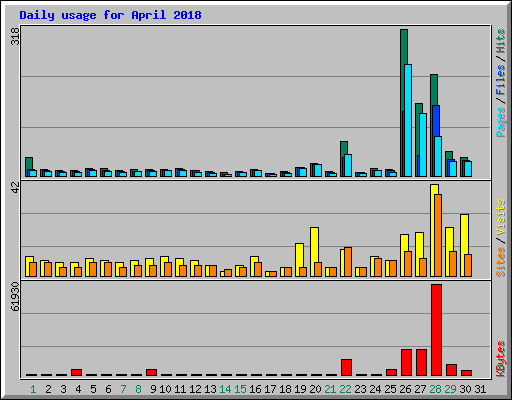 Daily usage for April 2018
318
Pages / Files / Hits
42
Sites / Visits
61930
KBytes
1 2 3 4 5 6 7 8 9 10 11 12 13 14 15 16 17 18 19 20 21 22 23 24 25 26 27 28 29 30 31